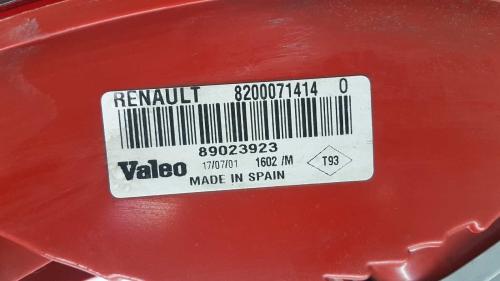 RENAULT 8200071414 0
89023923
Valeo 17/07/01 1602 /M T93
MADE IN SPAIN